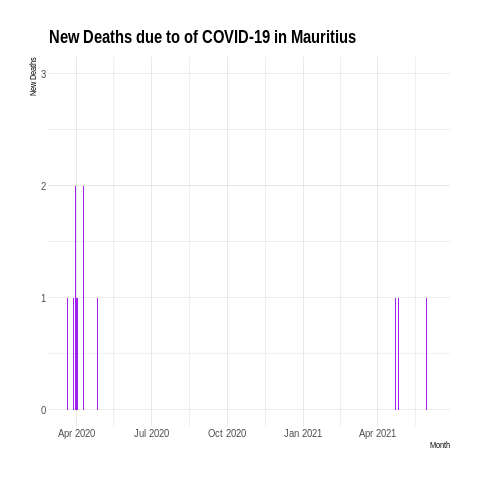 New Deaths due to of COVID-19 in Mauritius
New Deaths
3
2
1
0
Apr 2020 Jul 2020 Oct 2020 Jan 2021 Apr 2021
Month